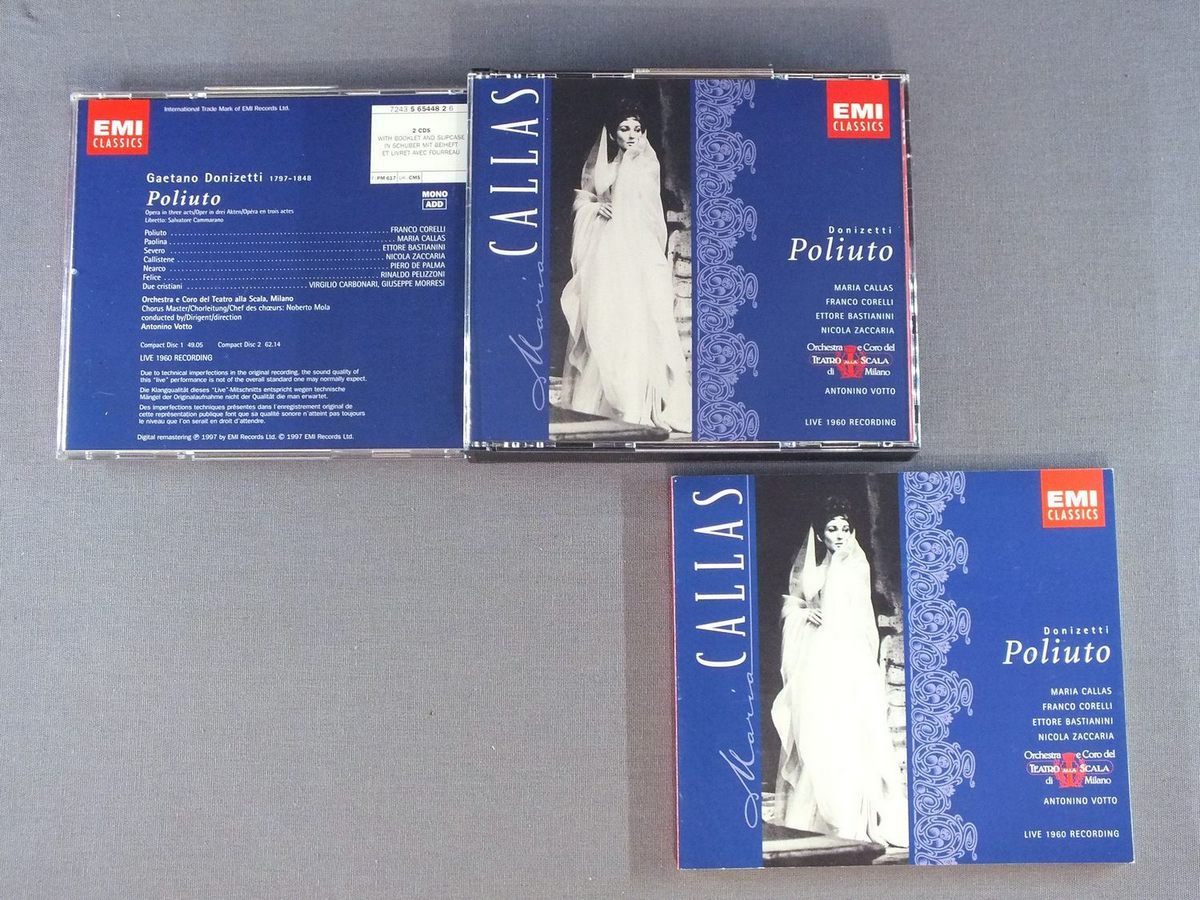 EMI
CLASSICS
International Trade Mark of EMI Records Ltd.
7243 5 65448 2 6
2 CDS
WITH BOOKLET AND SLIPCASE
IN SCHUBER MIT BEIHEFT
ET LIVRET AVEC FOURREAU
PM 617 UK: CMS
Gaetano Donizetti 1797-1848
Poliuto
MONO
ADD
Opera in three acts/Oper in drei Akten/Opéra en trois actes
Libretto: Salvatore Cammarano
Poliuto FRANCO CORELLI
Paolina MARIA CALLAS
Severo ETTORE BASTIANINI
Callistene NICOLA ZACCARIA
Nearco PIERO DE PALMA
Felice RINALDO PELIZZONI
Due cristiani VIRGILIO CARBONARI, GIUSEPPE MORRESI
Orchestra e Coro del Teatro alla Scala, Milano
Chorus Master/Chorleitung/Chef des chœurs: Noberto Mola
conducted by/Dirigent/direction
Antonino Votto
Compact Disc 1 49.05 Compact Disc 2 62.14
LIVE 1960 RECORDING
Due to technical imperfections in the original recording, the sound quality of
this "live" performance is not of the overall standard one may normally expect.
Die Klangqualität dieses "Live"-Mitschnitts entspricht wegen technische
Mängel der Originalaufnahme nicht der Qualität die man erwartet.
Des imperfections techniques présentes dans l'enregistrement original de
cette représentation publique font que sa qualité sonore n'atteint pas toujours
le niveau que l'on serait en droit d'attendre.
Digital remastering ℗ 1997 by EMI Records Ltd. © 1997 EMI Records Ltd.
Maria CALLAS
EMI
CLASSICS
Donizetti
Poliuto
MARIA CALLAS
FRANCO CORELLI
ETTORE BASTIANINI
NICOLA ZACCARIA
Orchestra e Coro del
TEATRO ALLA SCALA
di Milano
ANTONINO VOTTO
LIVE 1960 RECORDING
Maria CALLAS
EMI
CLASSICS
Donizetti
Poliuto
MARIA CALLAS
FRANCO CORELLI
ETTORE BASTIANINI
NICOLA ZACCARIA
Orchestra e Coro del
TEATRO ALLA SCALA
di Milano
ANTONINO VOTTO
LIVE 1960 RECORDING